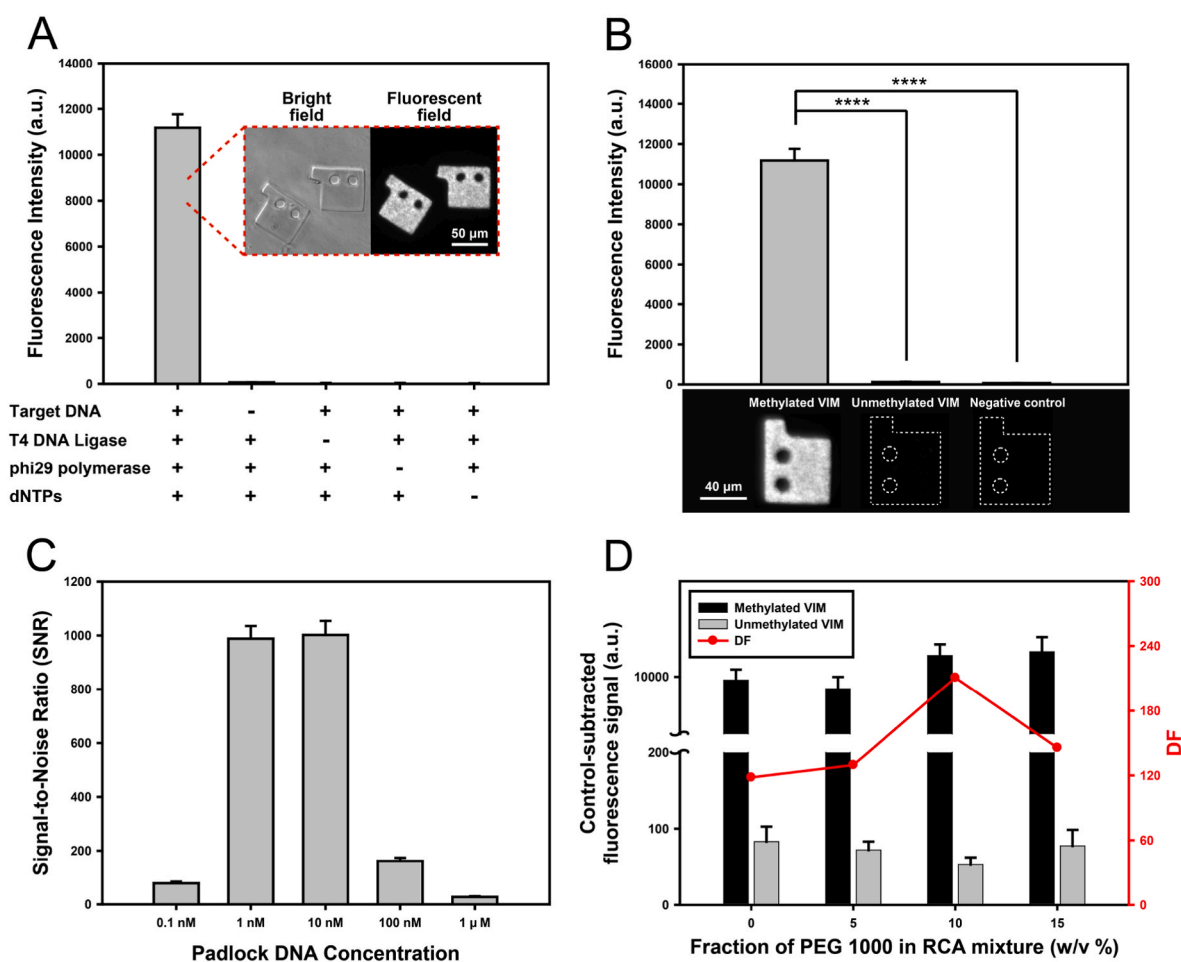 A
Fluorescence Intensity (a.u.)
14000
12000
10000
8000
6000
4000
2000
0
Bright field
Fluorescent field
50 µm
Target DNA + - + + +
T4 DNA Ligase + + - + +
phi29 polymerase + + + - +
dNTPs + + + + -
B
Fluorescence Intensity (a.u.)
16000
14000
12000
10000
8000
6000
4000
2000
0
****
****
Methylated VIM Unmethylated VIM Negative control
40 µm
C
Signal-to-Noise Ratio (SNR)
1200
1000
800
600
400
200
0
0.1 nM 1 nM 10 nM 100 nM 1 µ M
Padlock DNA Concentration
D
Control-subtracted
fluorescence signal (a.u.)
10000
200
100
0
Methylated VIM
Unmethylated VIM
DF
300
240
180
120
60
0
DF
0 5 10 15
Fraction of PEG 1000 in RCA mixture (w/v %)